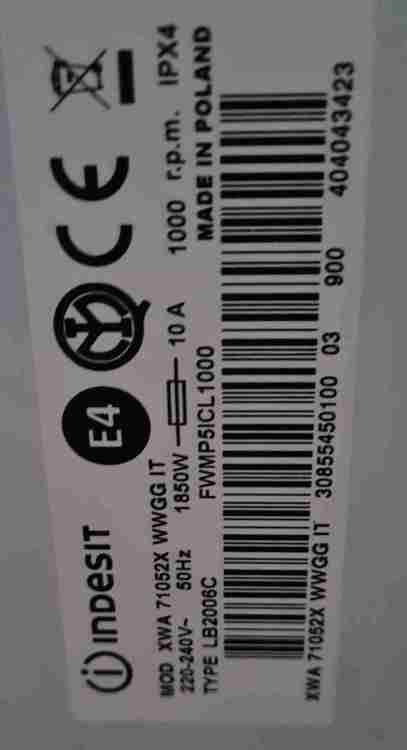 indesit E4 CE
MOD XWA 71052X WWGG IT
220-240V~ 50Hz 1850W 10 A 1000 r.p.m. IPX4
TYPE LB2006C FWMP5ICL1000 MADE IN POLAND
XWA 71052X WWGG IT 30855450100 03 900 404043423